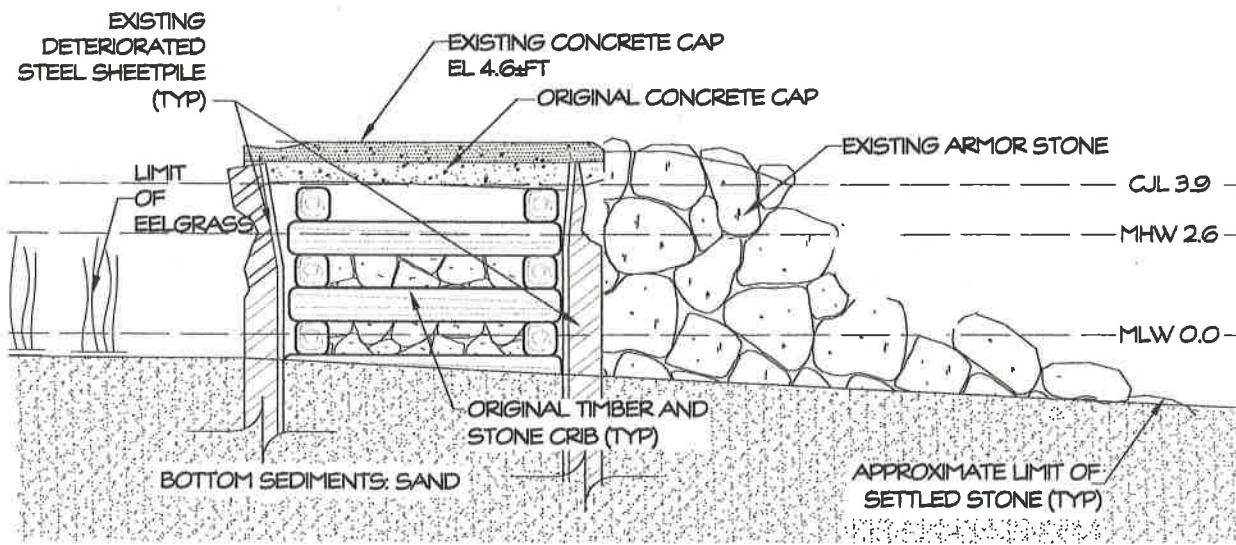 EXISTING
DETERIORATED
STEEL SHEETPILE
(TYP)
EXISTING CONCRETE CAP
EL 4.6±FT
ORIGINAL CONCRETE CAP
EXISTING ARMOR STONE
LIMIT
OF
EELGRASS
CJL 3.9
MHW 2.6
MLW 0.0
ORIGINAL TIMBER AND
STONE CRIB (TYP)
BOTTOM SEDIMENTS: SAND
APPROXIMATE LIMIT OF
SETTLED STONE (TYP)